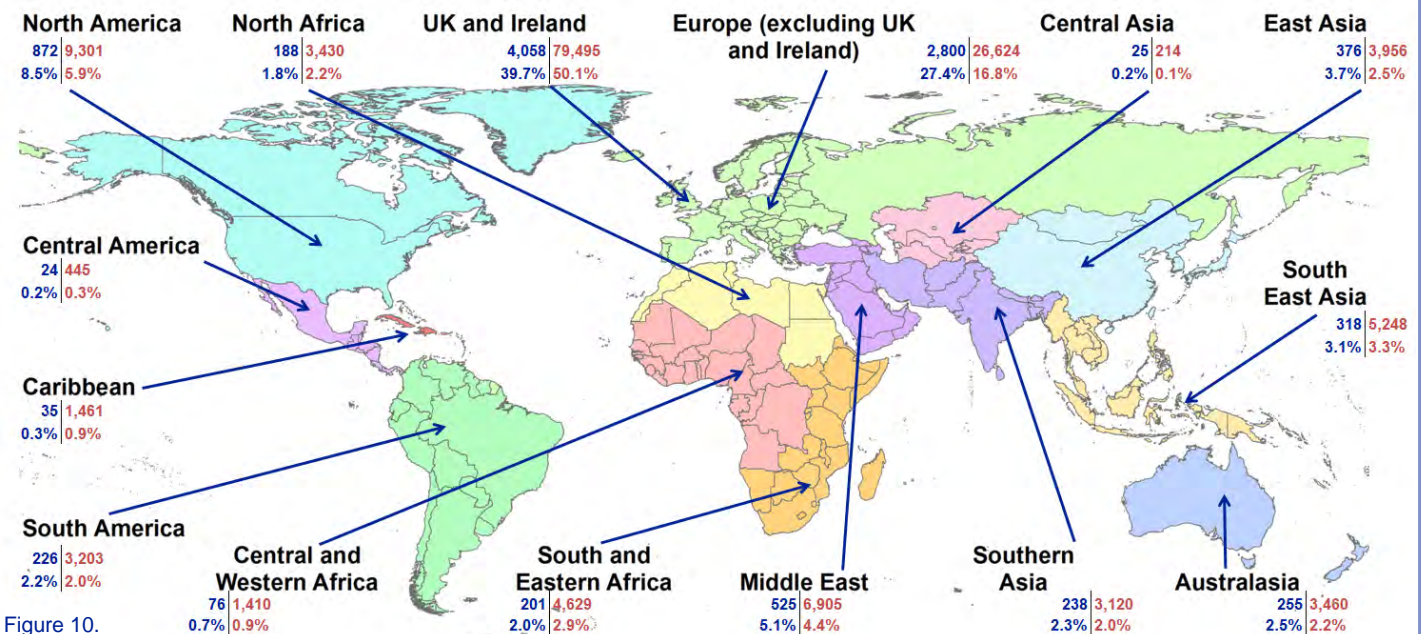 North America
872 9,301
8.5% 5.9%
North Africa
188 3,430
1.8% 2.2%
UK and Ireland
4,058 79,495
39.7% 50.1%
Europe (excluding UK
and Ireland)
2,800 26,624
27.4% 16.8%
Central Asia
25 214
0.2% 0.1%
East Asia
376 3,956
3.7% 2.5%
Central America
24 445
0.2% 0.3%
South
East Asia
318 5,248
3.1% 3.3%
Caribbean
35 1,461
0.3% 0.9%
South America
226 3,203
2.2% 2.0%
Central and
Western Africa
76 1,410
0.7% 0.9%
South and
Eastern Africa
201 4,629
2.0% 2.9%
Middle East
525 6,905
5.1% 4.4%
Southern
Asia
238 3,120
2.3% 2.0%
Australasia
255 3,460
2.5% 2.2%
Figure 10.